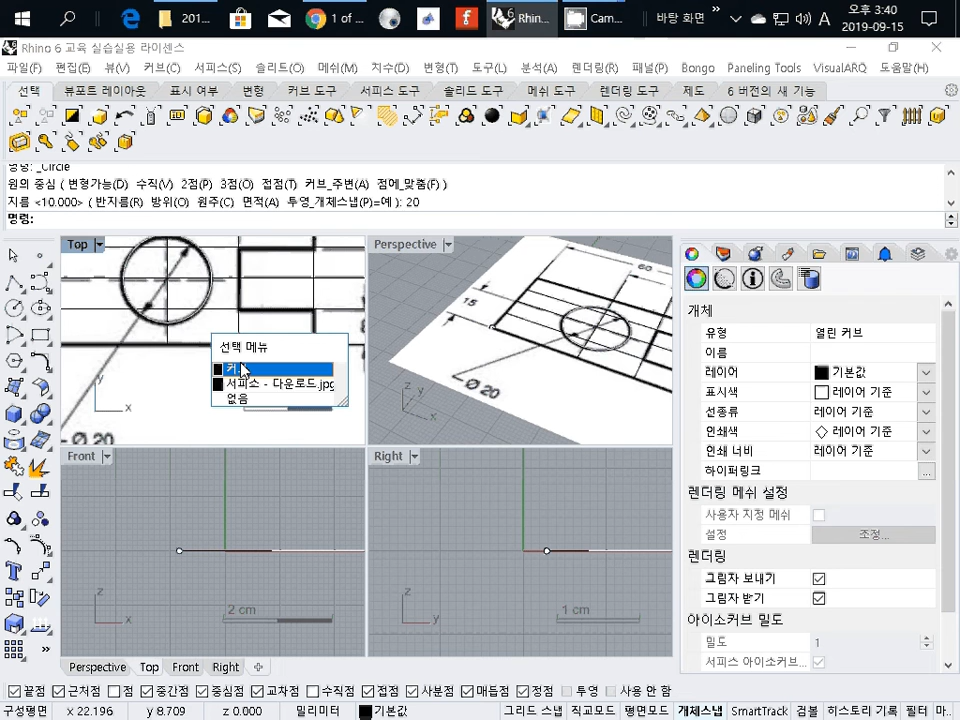 201...
1 of ...
Rhin...
Cam...
바탕 화면
A
오후 3:40
2019-09-15
Rhino 6 교육 실습실용 라이센스
파일(F) 편집(E) 뷰(V) 커브(C) 서피스(S) 솔리드(O) 메쉬(M) 치수(D) 변형(T) 도구(L) 분석(A) 렌더링(R) 패널(P) Bongo Paneling Tools VisualARQ 도움말(H)
선택 뷰포트 레이아웃 표시 여부 변형 커브 도구 서피스 도구 솔리드 도구 메쉬 도구 렌더링 도구 제도 6 버전의 새 기능
명령: _Circle
원의 중심 ( 변형가능(D) 수직(V) 2점(P) 3점(O) 접점(T) 커브_주변(A) 점에_맞춤(F) )
지름 <10.000> ( 반지름(R) 방위(O) 원주(C) 면적(A) 투영_개체스냅(P)=예 ): 20
명령:
Top
Perspective
선택 메뉴
서피스 - 다운로드.jpg
없음
y
x
Ø 20
60
15
Ø 20
z y
x
Front
Right
z
x
2 cm
z
y
1 cm
개체
유형 열린 커브
이름
레이어 기본값
표시색 레이어 기준
선종류 레이어 기준
인쇄색 레이어 기준
인쇄 너비 레이어 기준
하이퍼링크 ...
렌더링 메쉬 설정
사용자 지정 메쉬
설정 조정...
렌더링
그림자 보내기
그림자 받기
아이소커브 밀도
밀도 1
서피스 아이소커브...
Perspective Top Front Right
끝점 근처점 점 중간점 중심점 교차점 수직점 접점 사분점 매듭점 정점 투영 사용 안 함
구성평면 x 22.196 y 8.709 z 0.000 밀리미터 기본값 그리드 스냅 직교모드 평면모드 개체스냅 SmartTrack 검볼 히스토리 기록 필터 마..